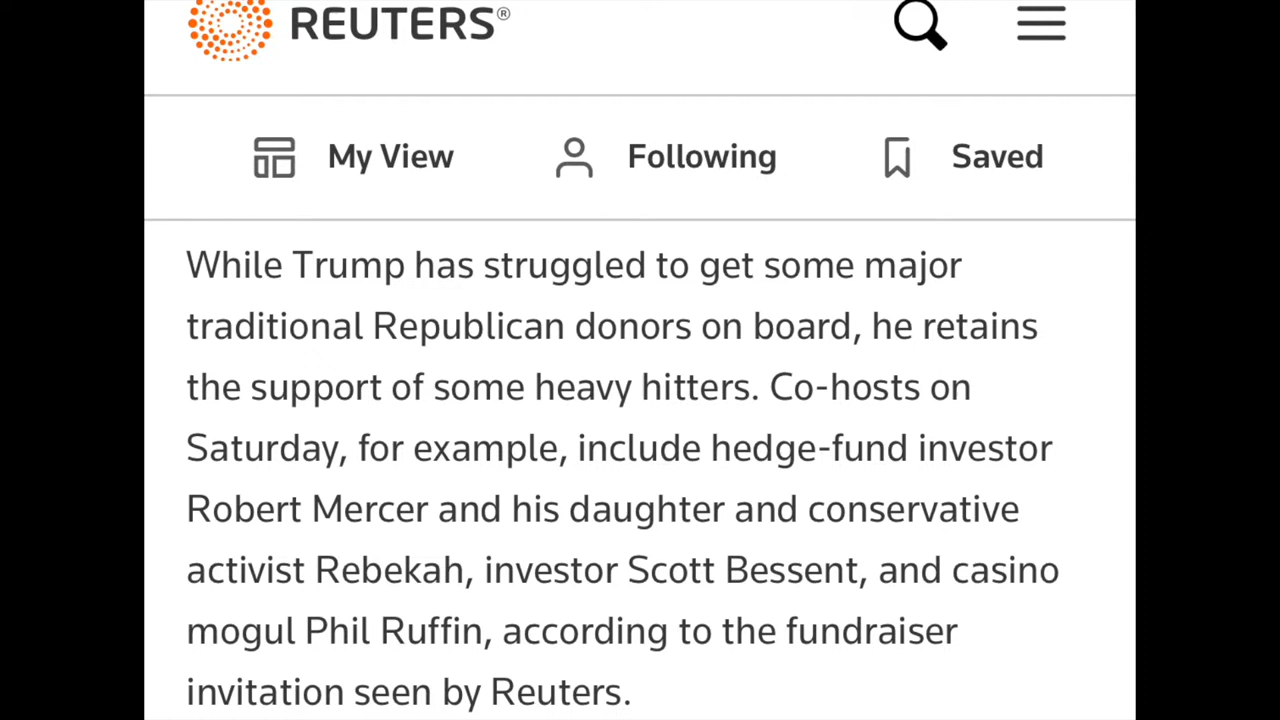 REUTERS®
My View Following Saved
While Trump has struggled to get some major
traditional Republican donors on board, he retains
the support of some heavy hitters. Co-hosts on
Saturday, for example, include hedge-fund investor
Robert Mercer and his daughter and conservative
activist Rebekah, investor Scott Bessent, and casino
mogul Phil Ruffin, according to the fundraiser
invitation seen by Reuters.